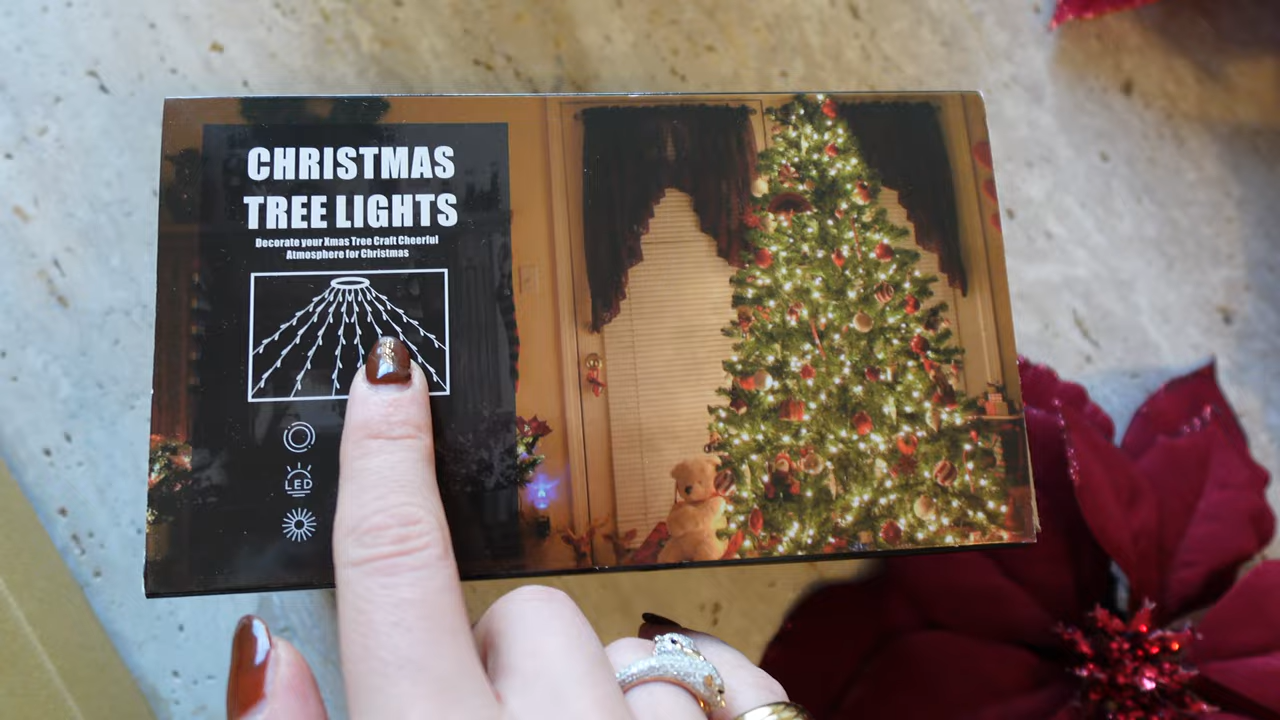 CHRISTMAS
TREE LIGHTS
Decorate your Xmas Tree Craft Cheerful
Atmosphere for Christmas
LED